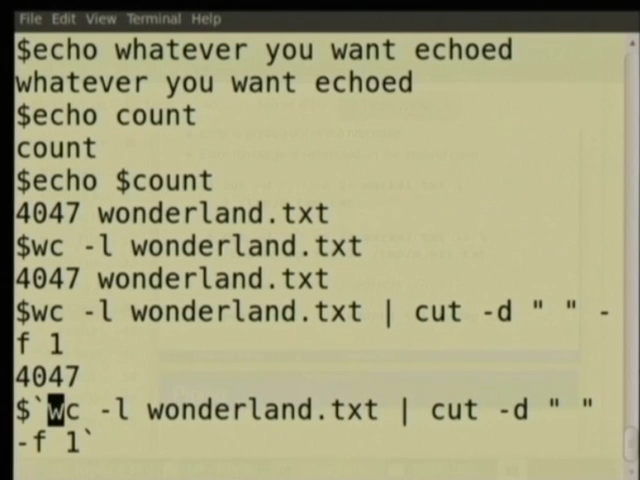 File Edit View Terminal Help
$echo whatever you want echoed
whatever you want echoed
$echo count
count
$echo $count
4047 wonderland.txt
$wc -l wonderland.txt
4047 wonderland.txt
$wc -l wonderland.txt | cut -d " " -
f 1
4047
$`wc -l wonderland.txt | cut -d " "
-f 1`